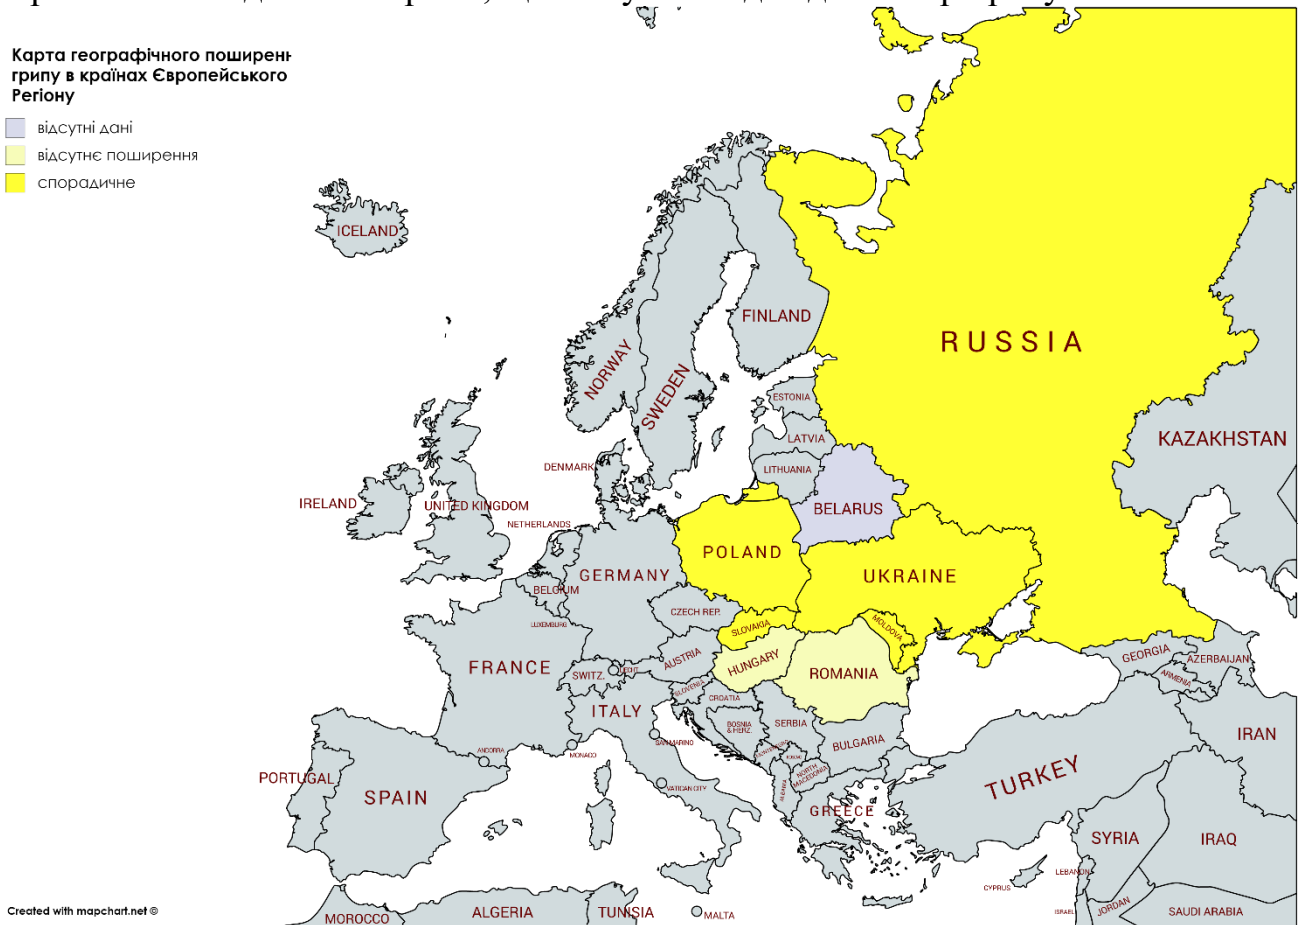 Карта географічного поширенн
грипу в країнах Європейського
Регіону
відсутні дані
відсутнє поширення
спорадичне
ICELAND
FINLAND
RUSSIA
NORWAY
SWEDEN
ESTONIA
LATVIA
KAZAKHSTAN
DENMARK
LITHUANIA
IRELAND
UNITED KINGDOM
BELARUS
NETHERLANDS
POLAND
GERMANY
UKRAINE
BELGIUM
CZECH REP.
LUXEMBURG
SLOVAKIA
MOLDOVA
FRANCE
SWITZ.
LECHT.
AUSTRIA
HUNGARY
ROMANIA
GEORGIA
AZERBAIJAN
ARMENIA
SLOVENIA
CROATIA
ITALY
BOSNIA
& HERZ.
SERBIA
SAN MARINO
BULGARIA
IRAN
ANDORRA
MONACO
NORTH
MACEDONIA
PORTUGAL
SPAIN
VATICAN CITY
TURKEY
GREECE
SYRIA
IRAQ
LEBANON
CYPRUS
Created with mapchart.net ©
MOROCCO
ALGERIA
TUNISIA
MALTA
ISRAEL
JORDAN
SAUDI ARABIA